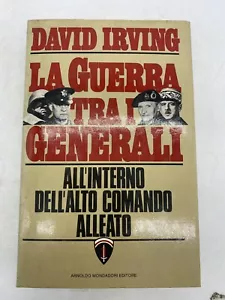 DAVID IRVING
LA GUERRA
TRA I
GENERALI
ALL'INTERNO
DELL'ALTO COMANDO
ALLEATO
ARNOLDO MONDADORI EDITORE